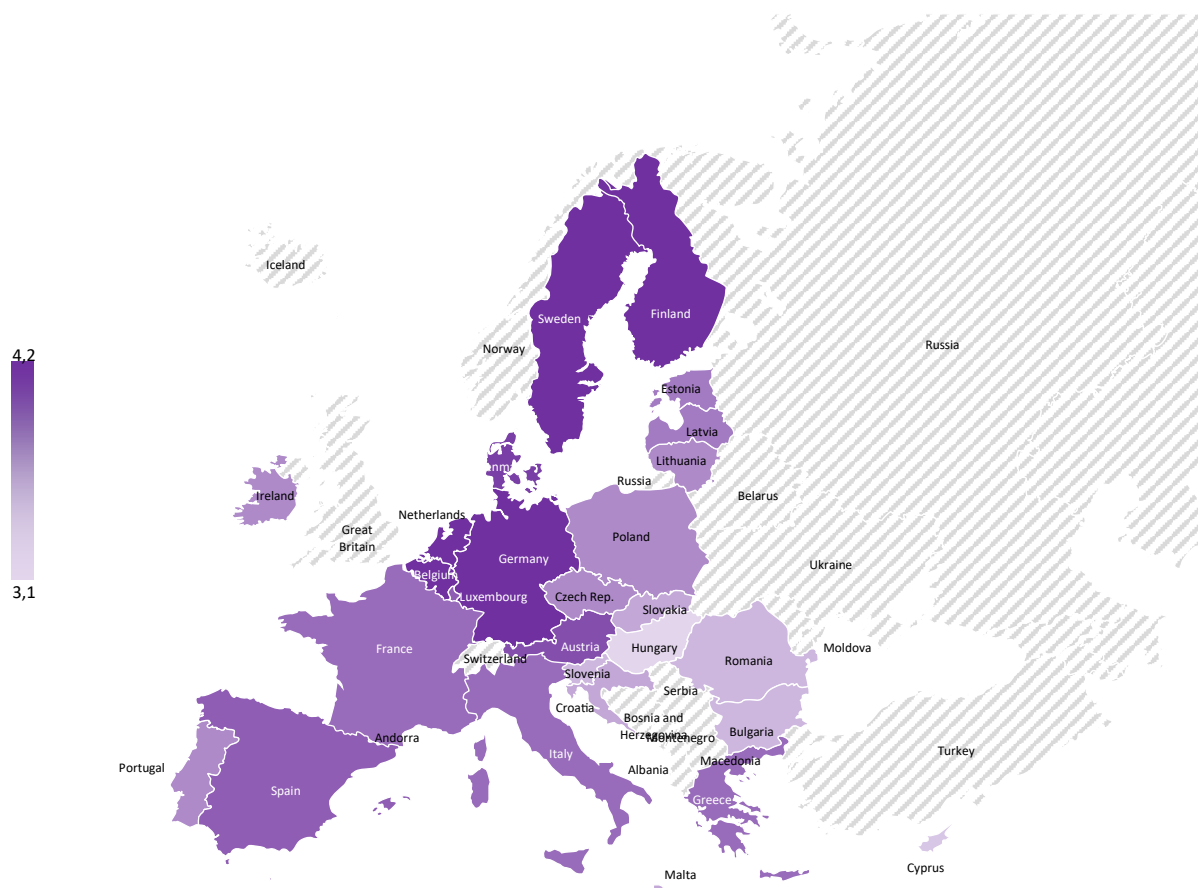 Iceland
Sweden
Finland
Norway
Russia
4,2
Estonia
Latvia
Lithuania
Russia
Ireland
Belarus
Netherlands
Great
Britain
Poland
Germany
Ukraine
Belgium
Luxembourg
Czech Rep.
Slovakia
3,1
France
Austria
Hungary
Moldova
Switzerland
Romania
Slovenia
Serbia
Croatia
Bosnia and
Herzegovina
Montenegro
Bulgaria
Andorra
Turkey
Italy
Macedonia
Portugal
Albania
Spain
Greece
Cyprus
Malta